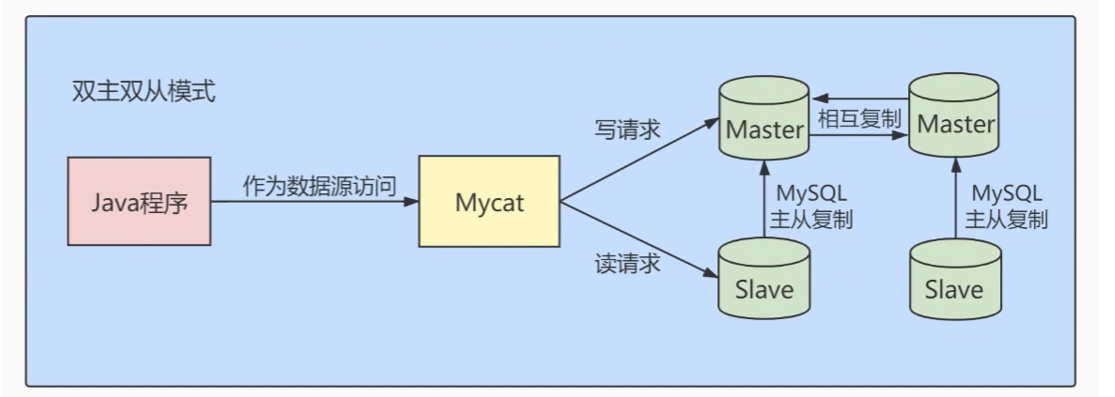 双主双从模式
Java程序
作为数据源访问
Mycat
写请求
读请求
Master
相互复制
Master
MySQL
主从复制
MySQL
主从复制
Slave
Slave